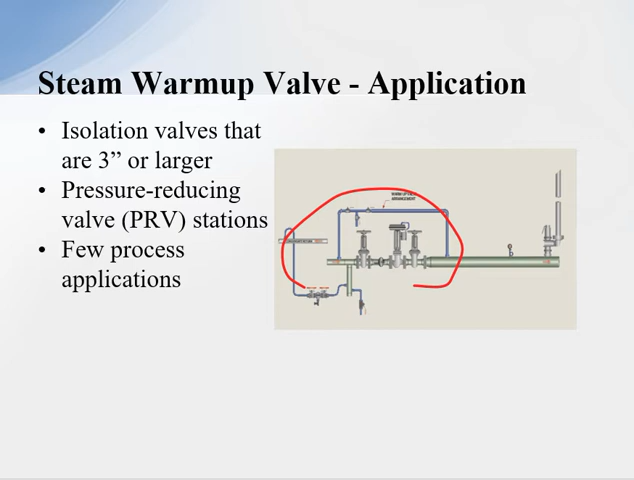 Steam Warmup Valve - Application
• Isolation valves that
are 3” or larger
• Pressure-reducing
valve (PRV) stations
• Few process
applications
ARRANGEMENT